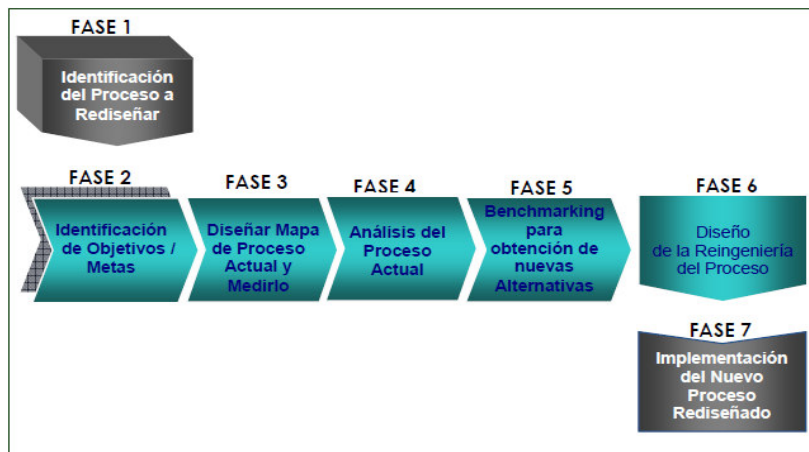 FASE 1
Identificación
del Proceso a
Rediseñar
FASE 2
Identificación
de Objetivos /
Metas
FASE 3
Diseñar Mapa
de Proceso
Actual y
Medirlo
FASE 4
Análisis del
Proceso
Actual
FASE 5
Benchmarking
para
obtención de
nuevas
Alternativas
FASE 6
Diseño
de la Reingeniería
del Proceso
FASE 7
Implementación
del Nuevo
Proceso
Rediseñado